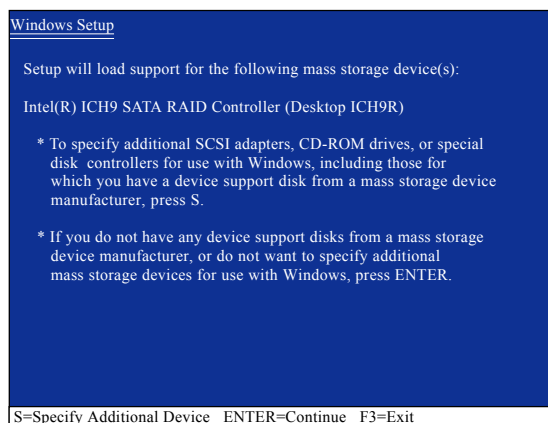 Windows Setup
Setup will load support for the following mass storage device(s):
Intel(R) ICH9 SATA RAID Controller (Desktop ICH9R)
* To specify additional SCSI adapters, CD-ROM drives, or special
disk controllers for use with Windows, including those for
which you have a device support disk from a mass storage device
manufacturer, press S.
* If you do not have any device support disks from a mass storage
device manufacturer, or do not want to specify additional
mass storage devices for use with Windows, press ENTER.
S=Specify Additional Device ENTER=Continue F3=Exit